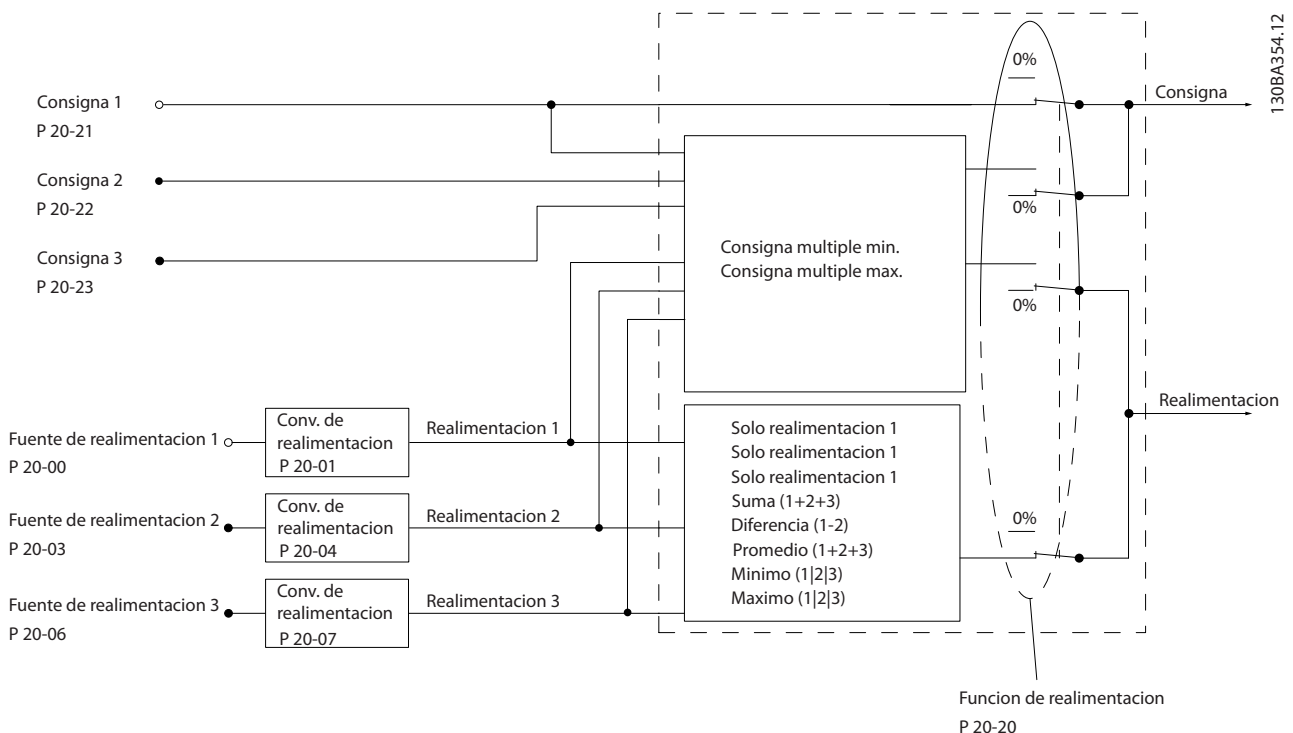 130BA354.12
0%
Consigna 1
P 20-21
Consigna
Consigna 2
P 20-22
0%
Consigna 3
P 20-23
Consigna multiple min.
Consigna multiple max.
0%
Fuente de realimentacion 1
P 20-00
Conv. de
realimentacion
P 20-01
Realimentacion 1
Fuente de realimentacion 2
P 20-03
Conv. de
realimentacion
P 20-04
Realimentacion 2
Fuente de realimentacion 3
P 20-06
Conv. de
realimentacion
P 20-07
Realimentacion 3
Solo realimentacion 1
Solo realimentacion 1
Solo realimentacion 1
Suma (1+2+3)
Diferencia (1-2)
Promedio (1+2+3)
Minimo (1|2|3)
Maximo (1|2|3)
0%
Realimentacion
Funcion de realimentacion
P 20-20